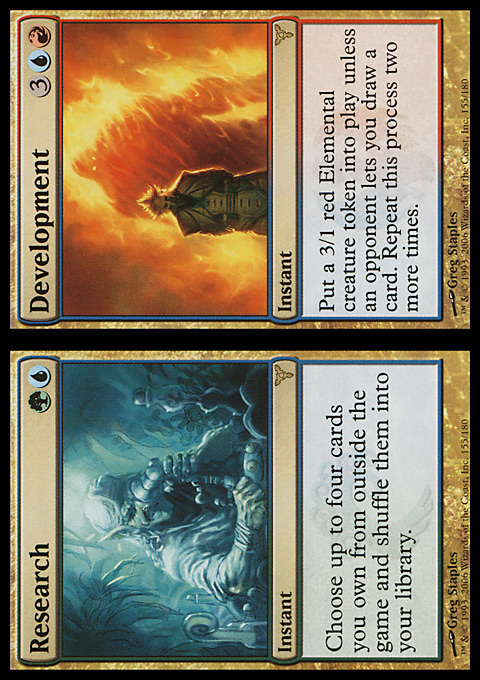 Research
Instant
Choose up to four cards
you own from outside the
game and shuffle them into
your library.
Greg Staples
™ & © 1993-2006 Wizards of the Coast, Inc. 155/180
Development
3
Instant
Put a 3/1 red Elemental
creature token into play unless
an opponent lets you draw a
card. Repeat this process two
more times.
Greg Staples
™ & © 1993-2006 Wizards of the Coast, Inc. 155/180